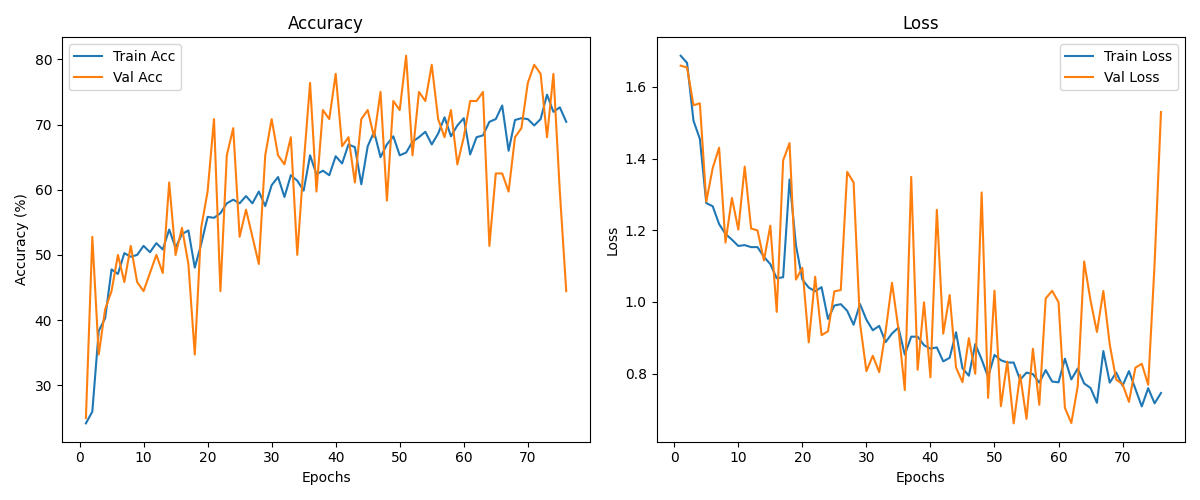 Accuracy
Train Acc
Val Acc
80
70
60
50
40
30
Accuracy (%)
0 10 20 30 40 50 60 70
Epochs
Loss
Train Loss
Val Loss
1.6
1.4
1.2
1.0
0.8
Loss
0 10 20 30 40 50 60 70
Epochs